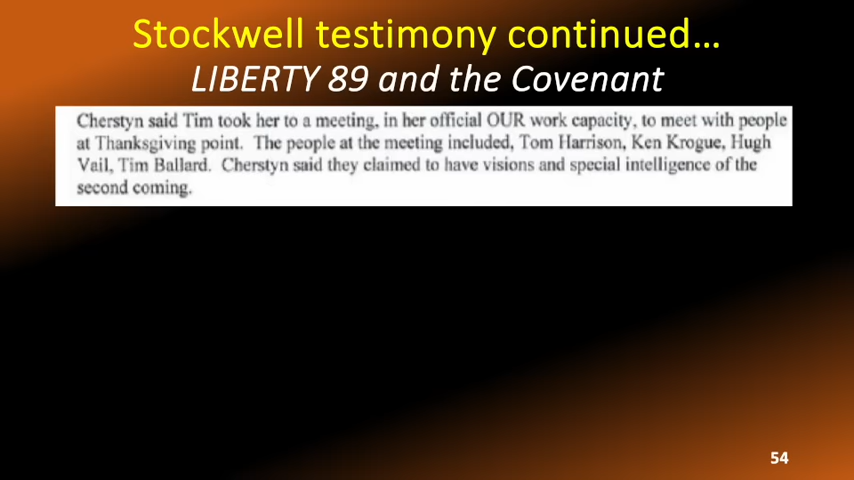 Stockwell testimony continued…
LIBERTY 89 and the Covenant
Cherstyn said Tim took her to a meeting, in her official OUR work capacity, to meet with people
at Thanksgiving point. The people at the meeting included, Tom Harrison, Ken Krogue, Hugh
Vail, Tim Ballard. Cherstyn said they claimed to have visions and special intelligence of the
second coming.
54